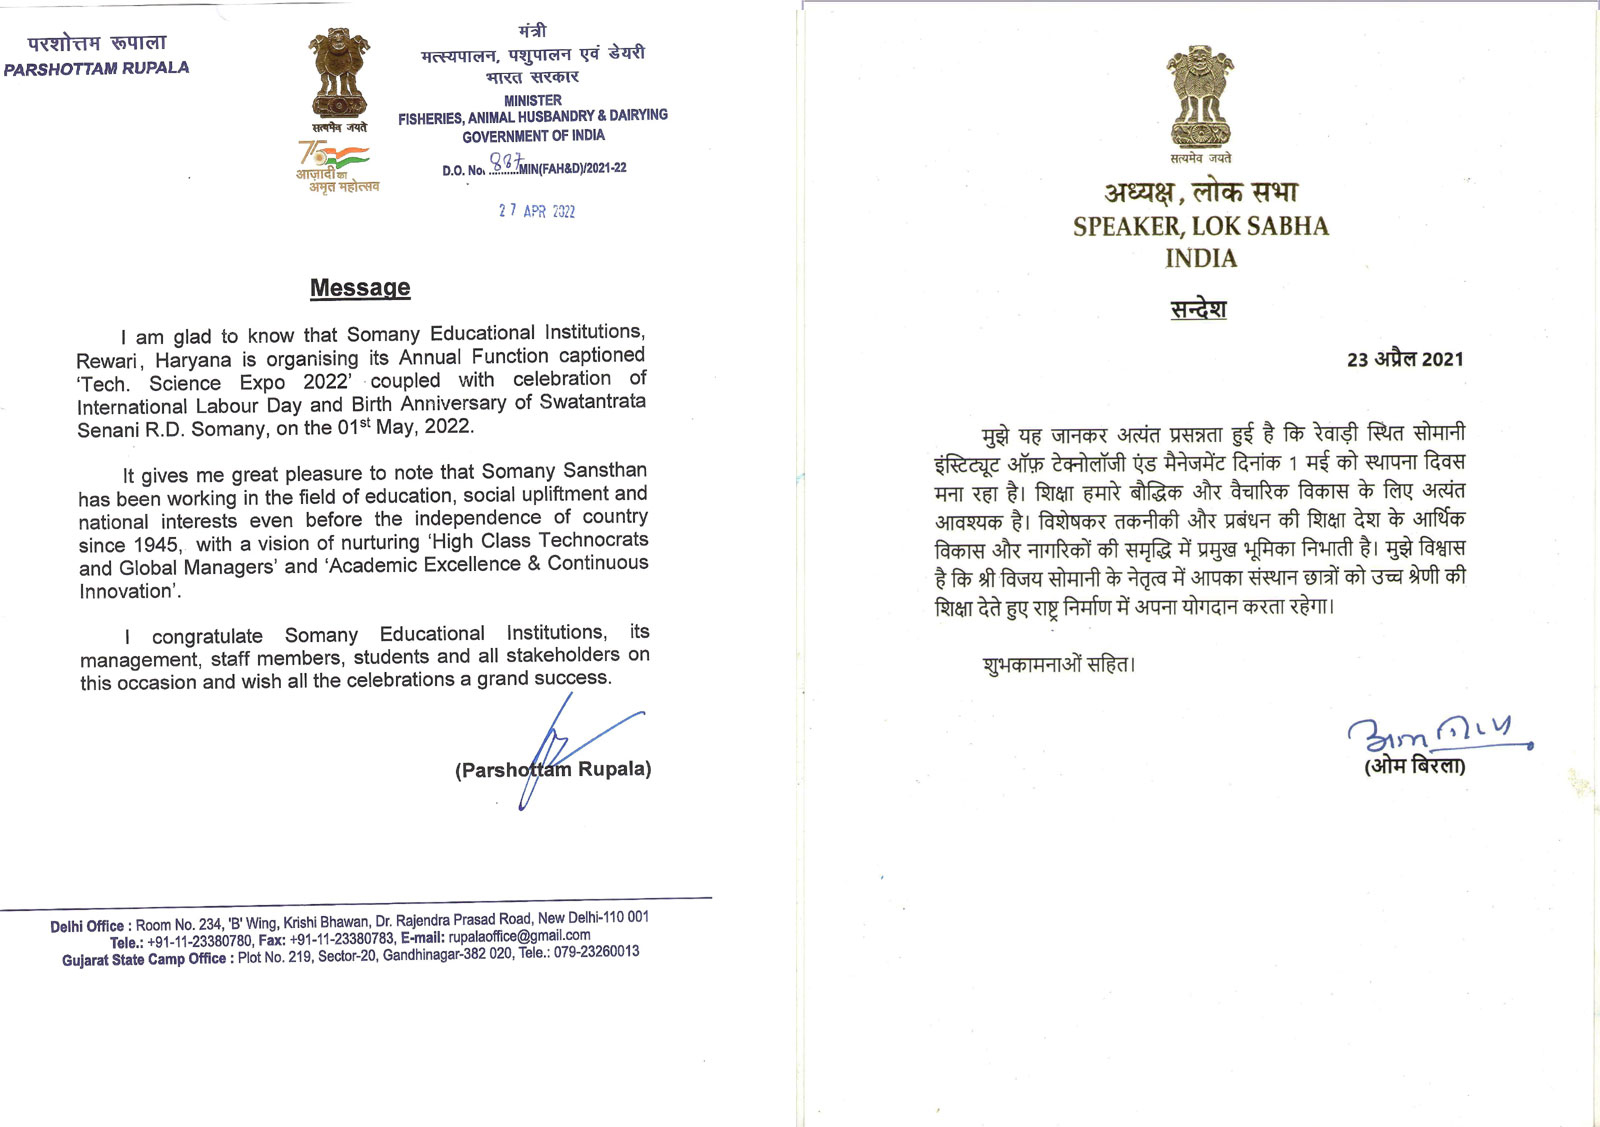 परशोत्तम रूपाला
PARSHOTTAM RUPALA
सत्यमेव जयते
75
आज़ादी का
अमृत महोत्सव
मंत्री
मत्स्यपालन, पशुपालन एवं डेयरी
भारत सरकार
MINISTER
FISHERIES, ANIMAL HUSBANDRY & DAIRYING
GOVERNMENT OF INDIA
D.O. No. 887 MIN(FAH&D)/2021-22
27 APR 2022
Message
I am glad to know that Somany Educational Institutions,
Rewari, Haryana is organising its Annual Function captioned
‘Tech. Science Expo 2022’ coupled with celebration of
International Labour Day and Birth Anniversary of Swatantrata
Senani R.D. Somany, on the 01st May, 2022.
It gives me great pleasure to note that Somany Sansthan
has been working in the field of education, social upliftment and
national interests even before the independence of country
since 1945, with a vision of nurturing ‘High Class Technocrats
and Global Managers’ and ‘Academic Excellence & Continuous
Innovation’.
I congratulate Somany Educational Institutions, its
management, staff members, students and all stakeholders on
this occasion and wish all the celebrations a grand success.
(Parshottam Rupala)
Delhi Office : Room No. 234, 'B' Wing, Krishi Bhawan, Dr. Rajendra Prasad Road, New Delhi-110 001
Tele.: +91-11-23380780, Fax: +91-11-23380783, E-mail: rupalaoffice@gmail.com
Gujarat State Camp Office : Plot No. 219, Sector-20, Gandhinagar-382 020, Tele.: 079-23260013
सत्यमेव जयते
अध्यक्ष, लोक सभा
SPEAKER, LOK SABHA
INDIA
सन्देश
23 अप्रैल 2021
मुझे यह जानकर अत्यंत प्रसन्नता हुई है कि रेवाड़ी स्थित सोमानी
इंस्टिट्यूट ऑफ़ टेक्नोलॉजी एंड मैनेजमेंट दिनांक 1 मई को स्थापना दिवस
मना रहा है। शिक्षा हमारे बौद्धिक और वैचारिक विकास के लिए अत्यंत
आवश्यक है। विशेषकर तकनीकी और प्रबंधन की शिक्षा देश के आर्थिक
विकास और नागरिकों की समृद्धि में प्रमुख भूमिका निभाती है। मुझे विश्वास
है कि श्री विजय सोमानी के नेतृत्व में आपका संस्थान छात्रों को उच्च श्रेणी की
शिक्षा देते हुए राष्ट्र निर्माण में अपना योगदान करता रहेगा।
शुभकामनाओं सहित।
(ओम बिरला)